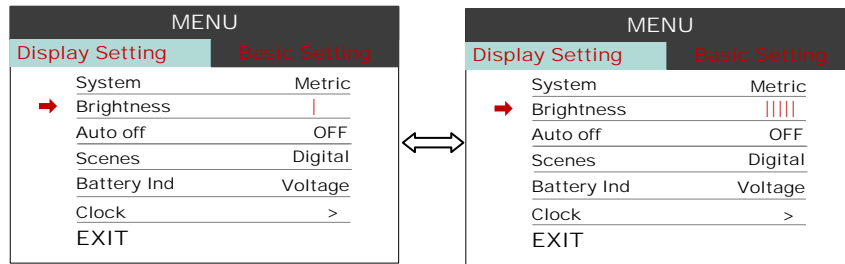 MENU
Display Setting Basic Setting
System Metric
Brightness |
Auto off OFF
Scenes Digital
Battery Ind Voltage
Clock >
EXIT
MENU
Display Setting Basic Setting
System Metric
Brightness |||||
Auto off OFF
Scenes Digital
Battery Ind Voltage
Clock >
EXIT